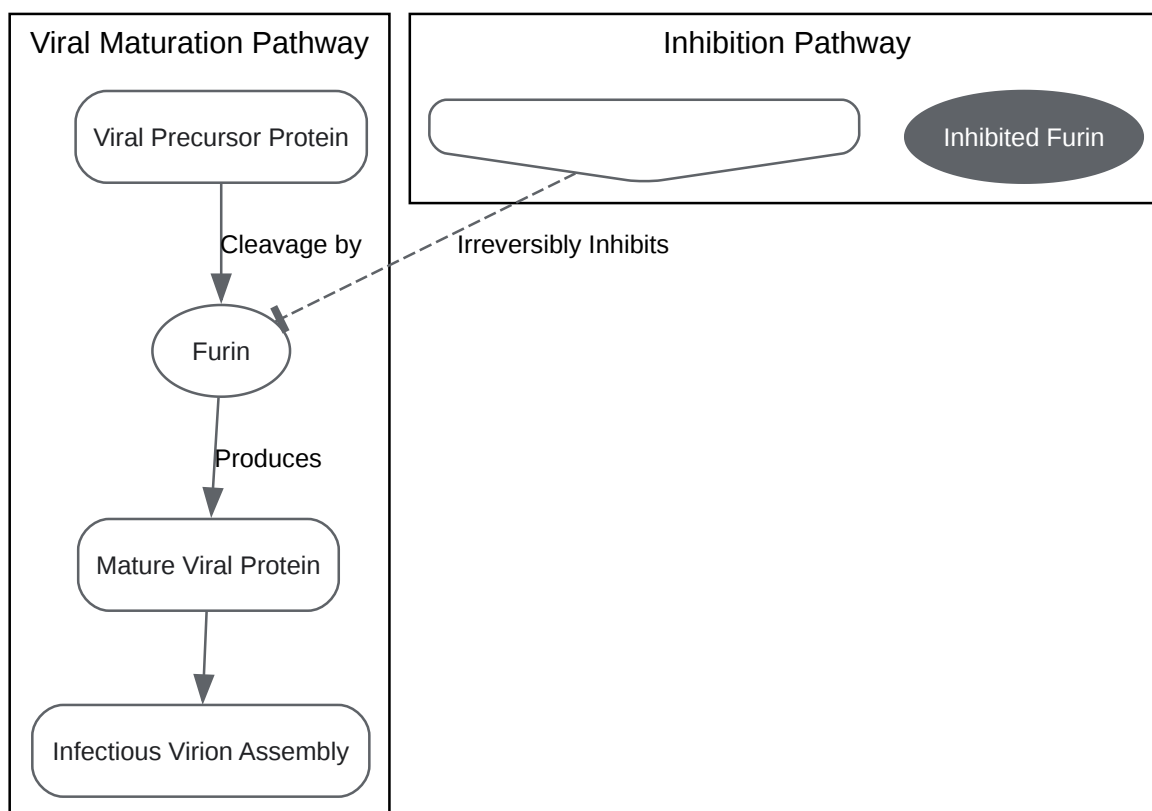 Viral Maturation Pathway
Inhibition Pathway
Viral Precursor Protein
Inhibited Furin
Cleavage by
Irreversibly Inhibits
Furin
Produces
Mature Viral Protein
Infectious Virion Assembly